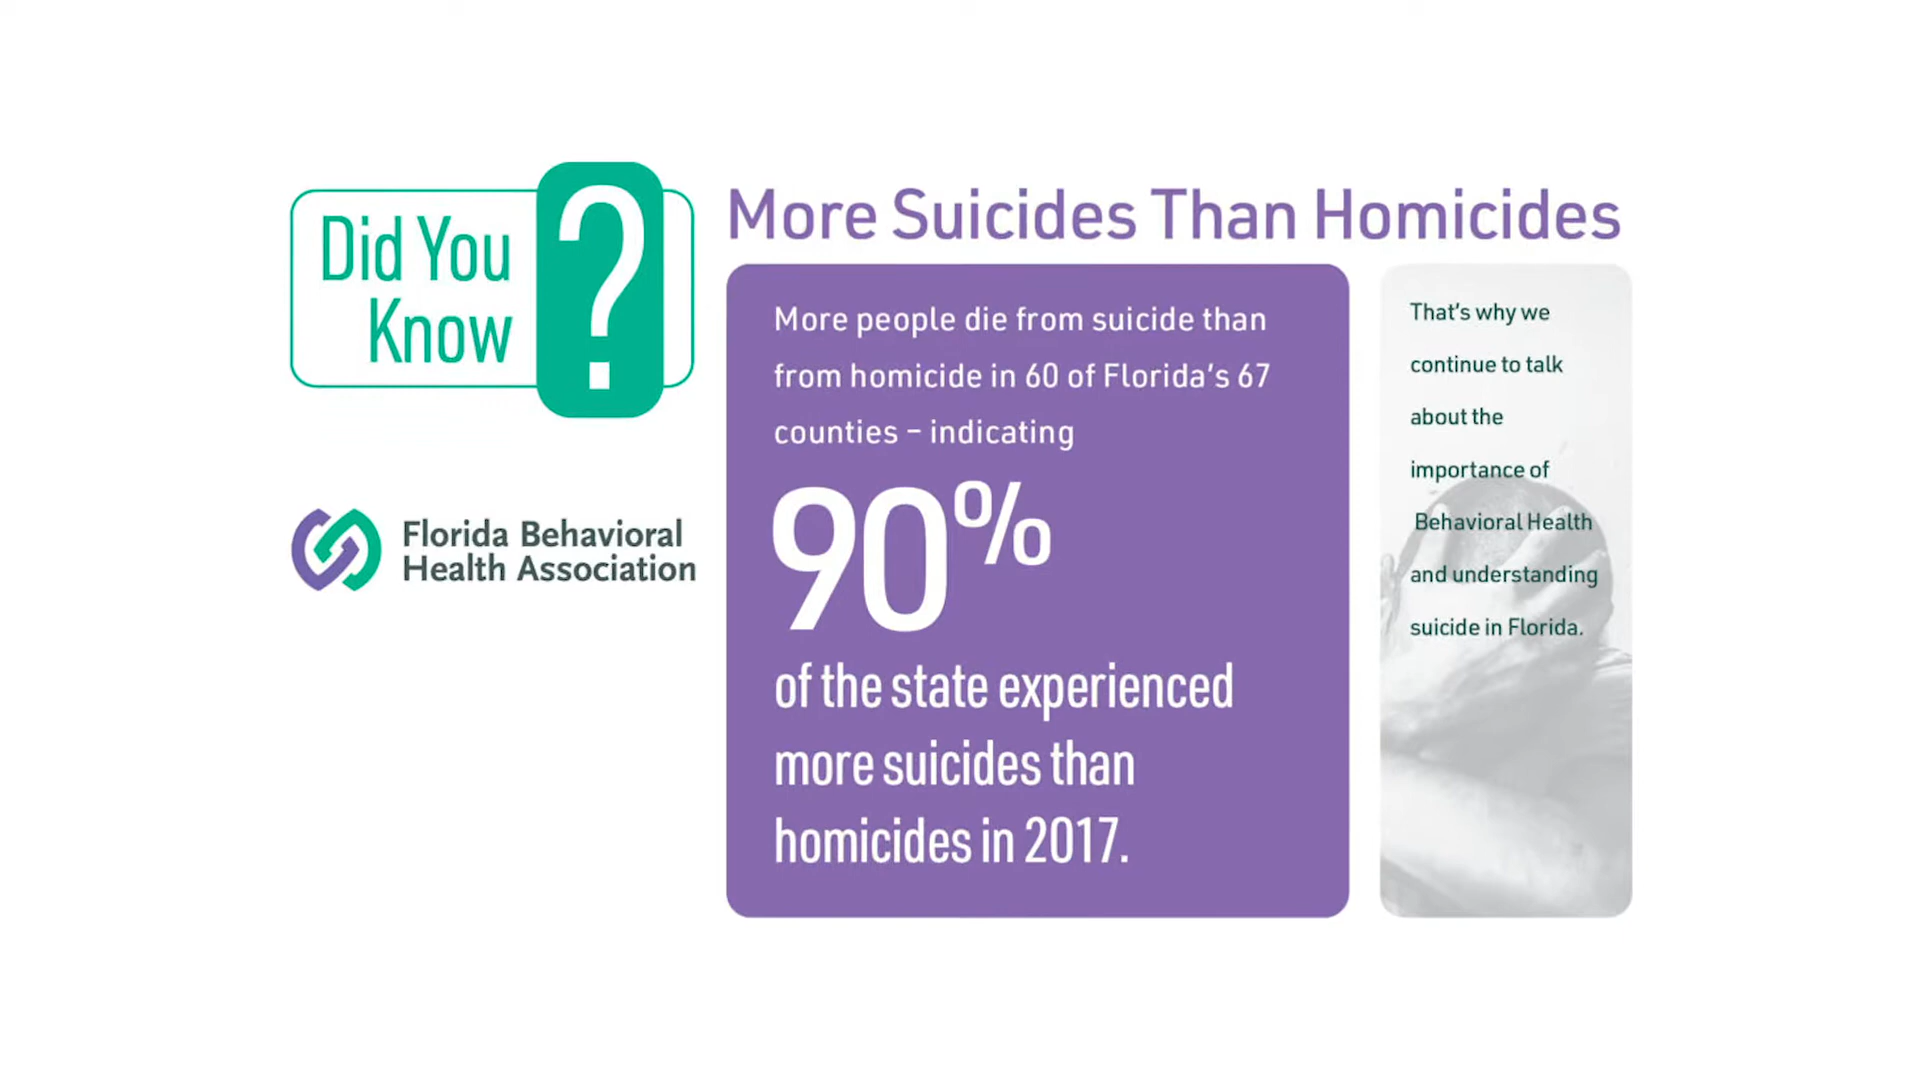 Did You
Know
?
Florida Behavioral
Health Association
More Suicides Than Homicides
More people die from suicide than
from homicide in 60 of Florida's 67
counties – indicating
90%
of the state experienced
more suicides than
homicides in 2017.
That's why we
continue to talk
about the
importance of
Behavioral Health
and understanding
suicide in Florida.